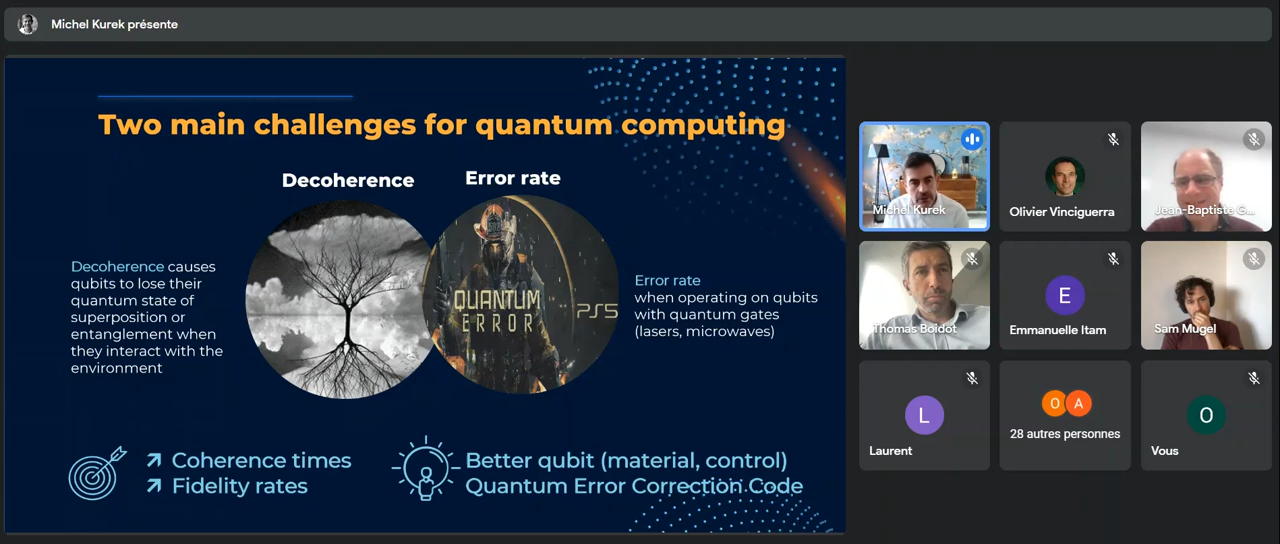 Michel Kurek présente
Two main challenges for quantum computing
Decoherence
Error rate
Decoherence causes
qubits to lose their
quantum state of
superposition or
entanglement when
they interact with the
environment
QUANTUM
ERROR
PS5
Error rate
when operating on qubits
with quantum gates
(lasers, microwaves)
Coherence times
Fidelity rates
Better qubit (material, control)
Quantum Error Correction Code
Michel Kurek
Olivier Vinciguerra
Jean-Baptiste G...
Thomas Boidot
E
Emmanuelle Itam
Sam Mugel
L
Laurent
O A
28 autres personnes
O
Vous